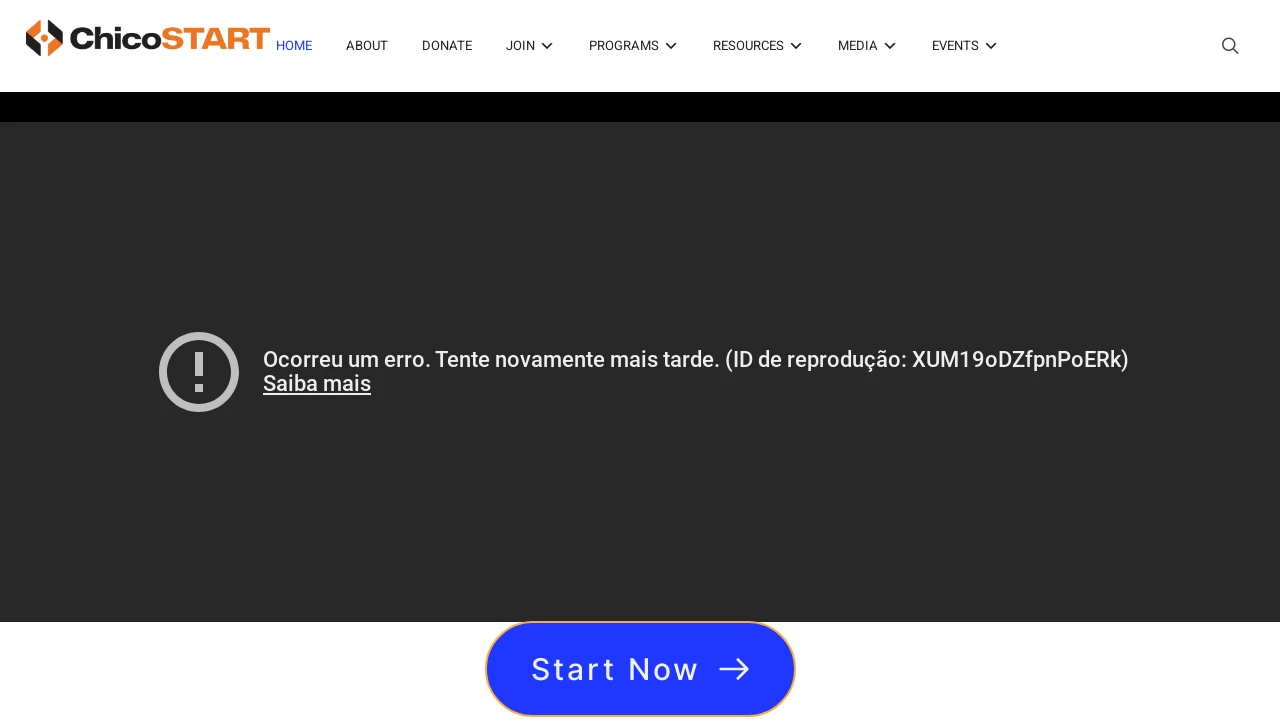 ChicoSTART
HOME
ABOUT
DONATE
JOIN
PROGRAMS
RESOURCES
MEDIA
EVENTS
Ocorreu um erro. Tente novamente mais tarde. (ID de reprodução: XUM19oDZfpnPoERk)
Saiba mais
Start Now